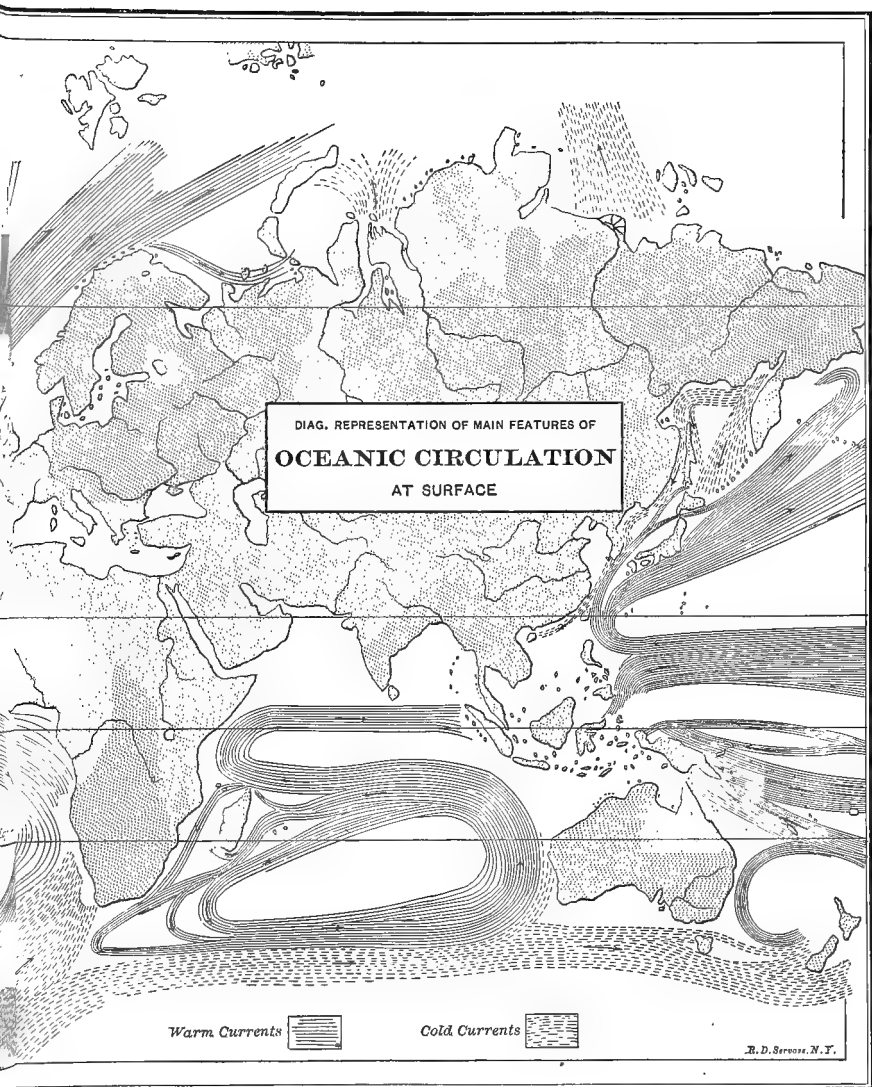 DIAG. REPRESENTATION OF MAIN FEATURES OF
OCEANIC CIRCULATION
AT SURFACE
Warm Currents
Cold Currents
R. D. Servoss, N. Y.